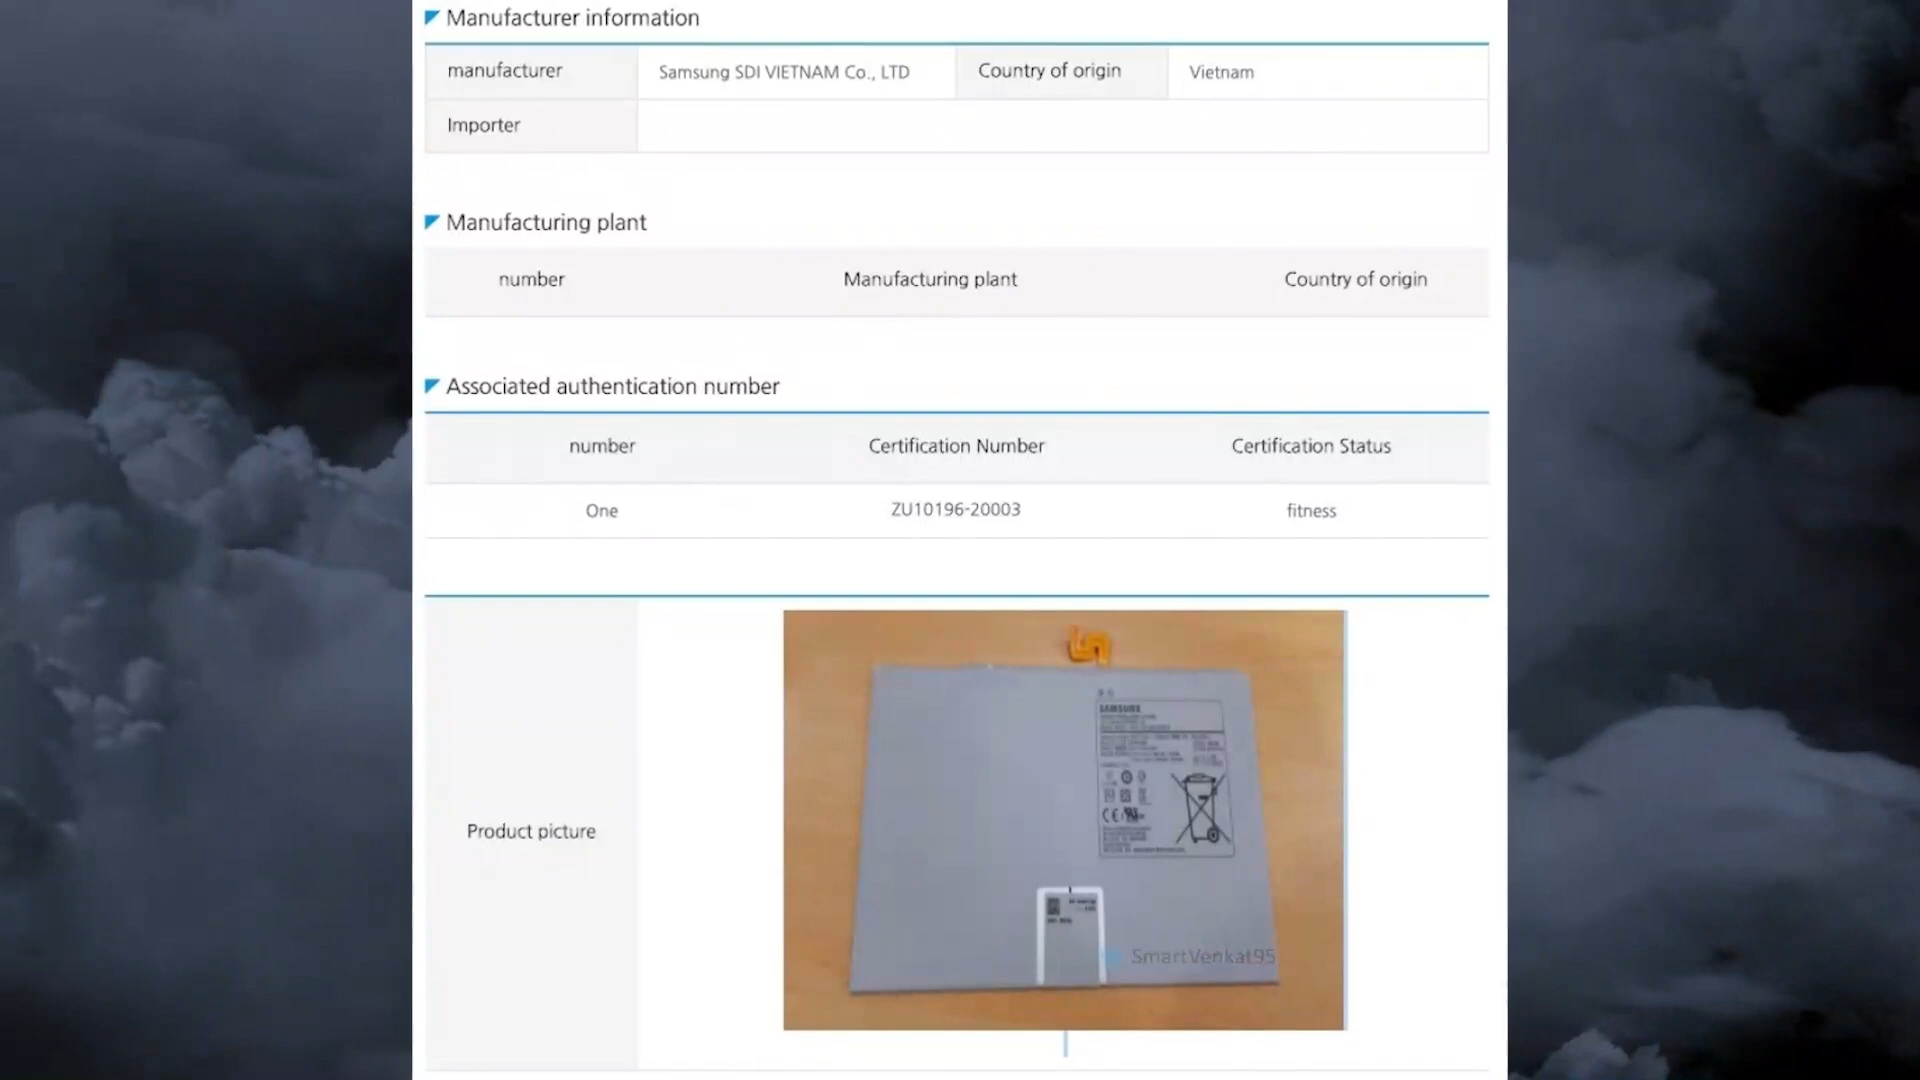 Manufacturer information
manufacturer Samsung SDI VIETNAM Co., LTD Country of origin Vietnam
Importer
Manufacturing plant
number Manufacturing plant Country of origin
Associated authentication number
number Certification Number Certification Status
One ZU10196-20003 fitness
Product picture
SAMSUNG
CE
SmartVenkat95